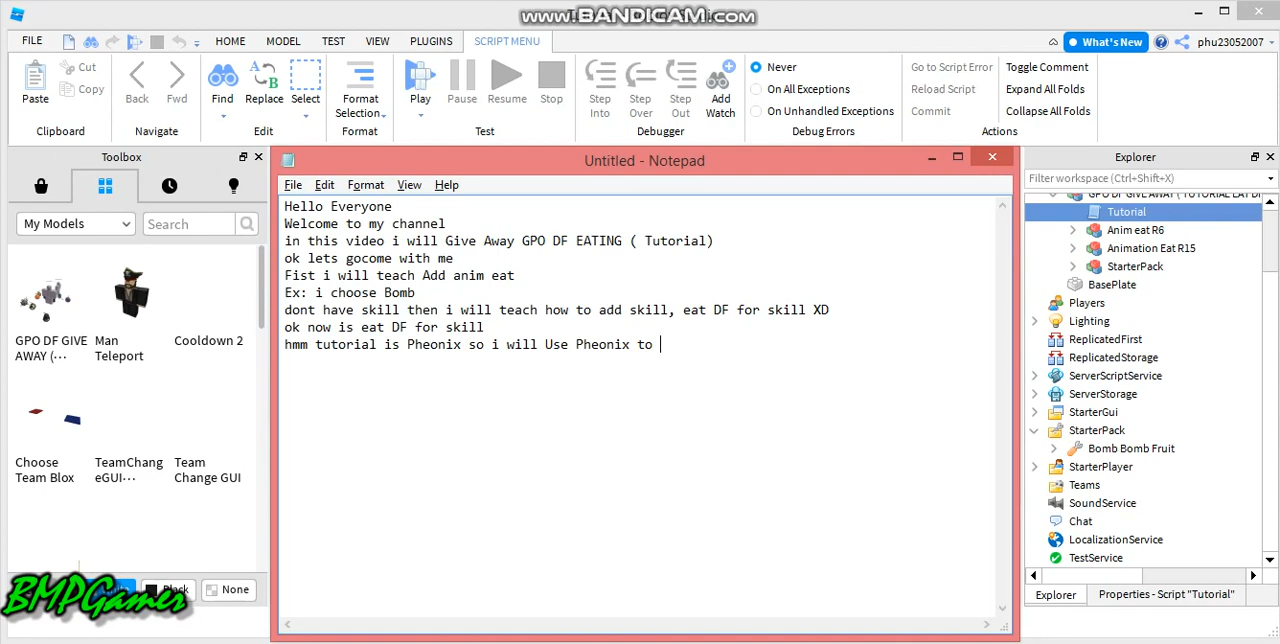 www.BANDICAM.com
FILE
HOME
MODEL
TEST
VIEW
PLUGINS
SCRIPT MENU
What's New
phu23052007
Paste
Cut
Copy
Clipboard
Back
Fwd
Navigate
Find
Replace
Select
Edit
Format
Selection
Format
Play
Pause
Resume
Stop
Test
Step
Into
Step
Over
Step
Out
Add
Watch
Debugger
Never
On All Exceptions
On Unhandled Exceptions
Debug Errors
Go to Script Error
Reload Script
Commit
Toggle Comment
Expand All Folds
Collapse All Folds
Actions
Toolbox
My Models
Search
GPO DF GIVE
AWAY (···
Man
Teleport
Cooldown 2
Choose
Team Blox
TeamChan
geGUI···
Team
Change GUI
None
BMPGamer
Untitled - Notepad
File Edit Format View Help
Hello Everyone
Welcome to my channel
in this video i will Give Away GPO DF EATING ( Tutorial)
ok lets gocome with me
Fist i will teach Add anim eat
Ex: i choose Bomb
dont have skill then i will teach how to add skill, eat DF for skill XD
ok now is eat DF for skill
hmm tutorial is Pheonix so i will Use Pheonix to
Explorer
Filter workspace (Ctrl+Shift+X)
GPO DF GIVE AWAY ( TUTORIAL EAT DF
Tutorial
Anim eat R6
Animation Eat R15
StarterPack
BasePlate
Players
Lighting
ReplicatedFirst
ReplicatedStorage
ServerScriptService
ServerStorage
StarterGui
StarterPack
Bomb Bomb Fruit
StarterPlayer
Teams
SoundService
Chat
LocalizationService
TestService
Explorer
Properties - Script "Tutorial"